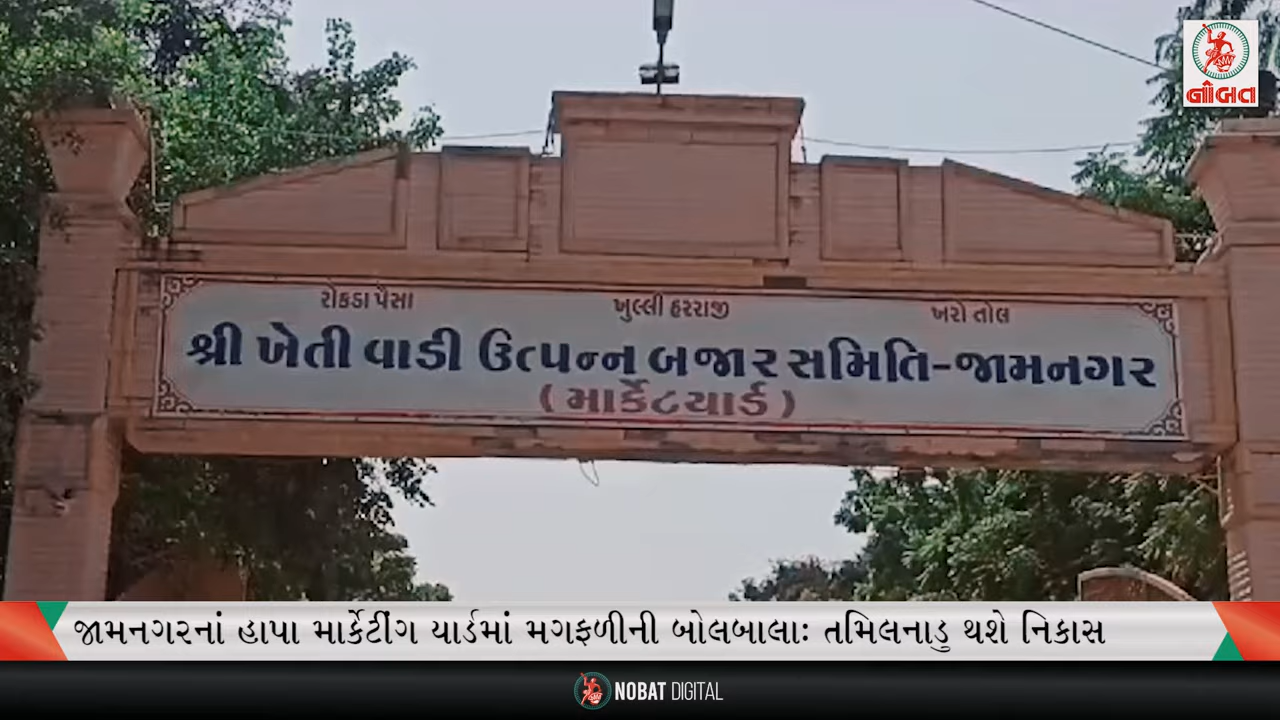 નોબત
રોકડા પૈસા ખુલ્લી હરરાજી ખરો તોલ
શ્રી ખેતી વાડી ઉત્પન્ન બજાર સમિતિ-જામનગર
(માર્કેટયાર્ડ)
જામનગરનાં હાપા માર્કેટીંગ યાર્ડમાં મગફળીની બોલબાલાઃ તમિલનાડુ થશે નિકાસ
NOBAT DIGITAL